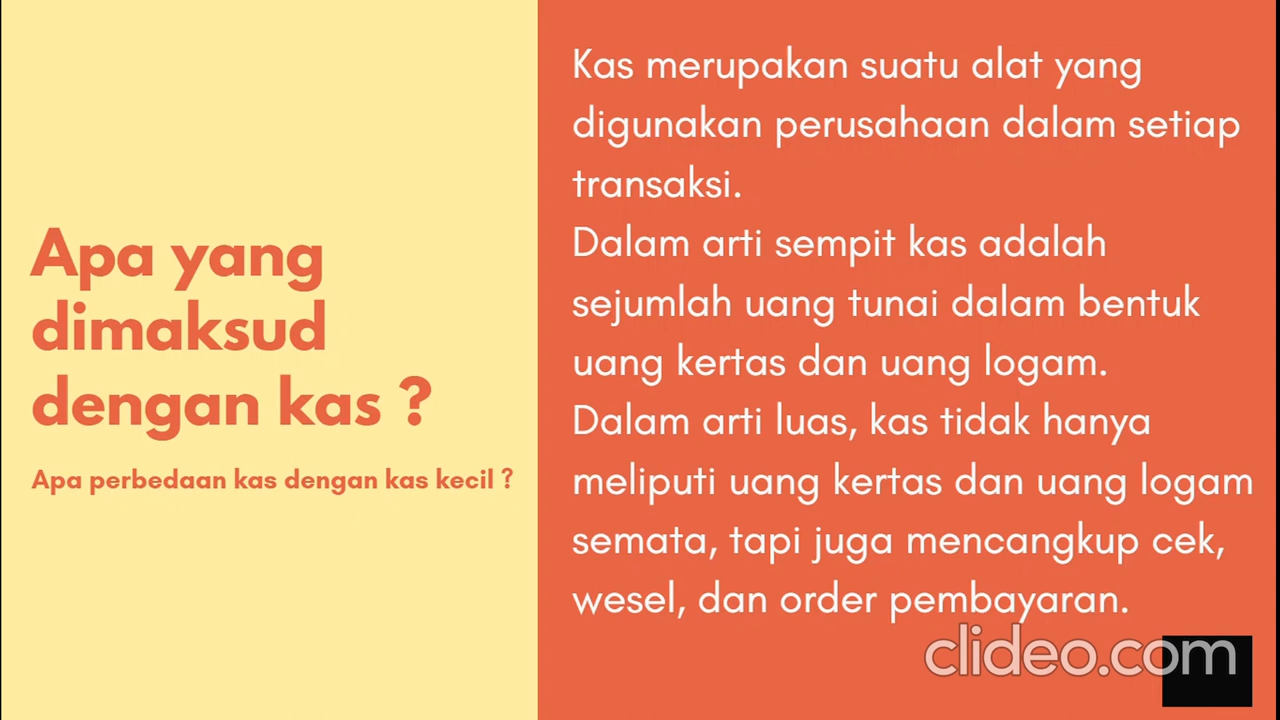 Apa yang
dimaksud
dengan kas ?
Apa perbedaan kas dengan kas kecil ?
Kas merupakan suatu alat yang
digunakan perusahaan dalam setiap
transaksi.
Dalam arti sempit kas adalah
sejumlah uang tunai dalam bentuk
uang kertas dan uang logam.
Dalam arti luas, kas tidak hanya
meliputi uang kertas dan uang logam
semata, tapi juga mencangkup cek,
wesel, dan order pembayaran.
clideo.com